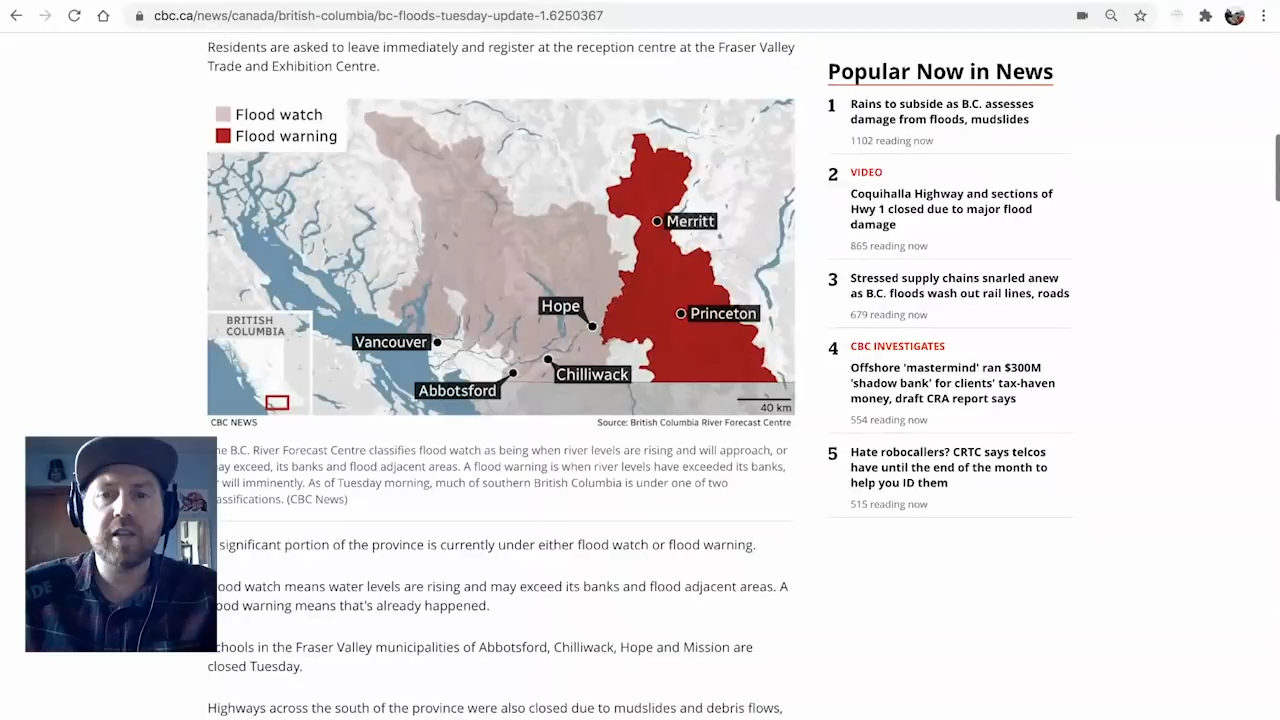 cbc.ca/news/canada/british-columbia/bc-floods-tuesday-update-1.6250367
Residents are asked to leave immediately and register at the reception centre at the Fraser Valley
Trade and Exhibition Centre.
Flood watch
Flood warning
Merritt
Hope
Princeton
BRITISH
COLUMBIA
Vancouver
Chilliwack
Abbotsford
40 km
CBC NEWS
Source: British Columbia River Forecast Centre
B.C. River Forecast Centre classifies flood watch as being when river levels are rising and will approach, or
exceed, its banks and flood adjacent areas. A flood warning is when river levels have exceeded its banks,
will imminently. As of Tuesday morning, much of southern British Columbia is under one of two
(CBC News)
significant portion of the province is currently under either flood watch or flood warning.
watch means water levels are rising and may exceed its banks and flood adjacent areas. A
warning means that's already happened.
in the Fraser Valley municipalities of Abbotsford, Chilliwack, Hope and Mission are
closed Tuesday.
Highways across the south of the province were also closed due to mudslides and debris flows,
Popular Now in News
1 Rains to subside as B.C. assesses
damage from floods, mudslides
1102 reading now
2 VIDEO
Coquihalla Highway and sections of
Hwy 1 closed due to major flood
damage
865 reading now
3 Stressed supply chains snarled anew
as B.C. floods wash out rail lines, roads
679 reading now
4 CBC INVESTIGATES
Offshore 'mastermind' ran $300M
'shadow bank' for clients' tax-haven
money, draft CRA report says
554 reading now
5 Hate robocallers? CRTC says telcos
have until the end of the month to
help you ID them
515 reading now